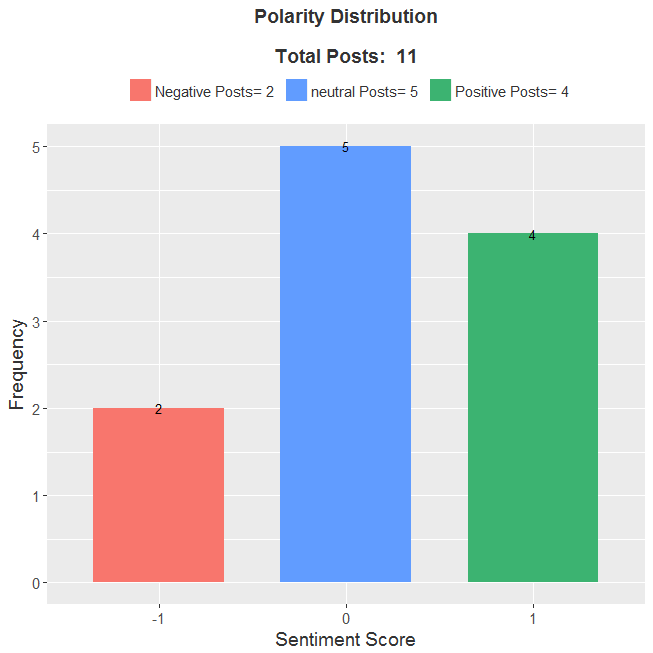 Polarity Distribution
Total Posts:  11
Negative Posts= 2 neutral Posts= 5 Positive Posts= 4
Frequency
5
4
3
2
1
0
5
4
2
-1 0 1
Sentiment Score